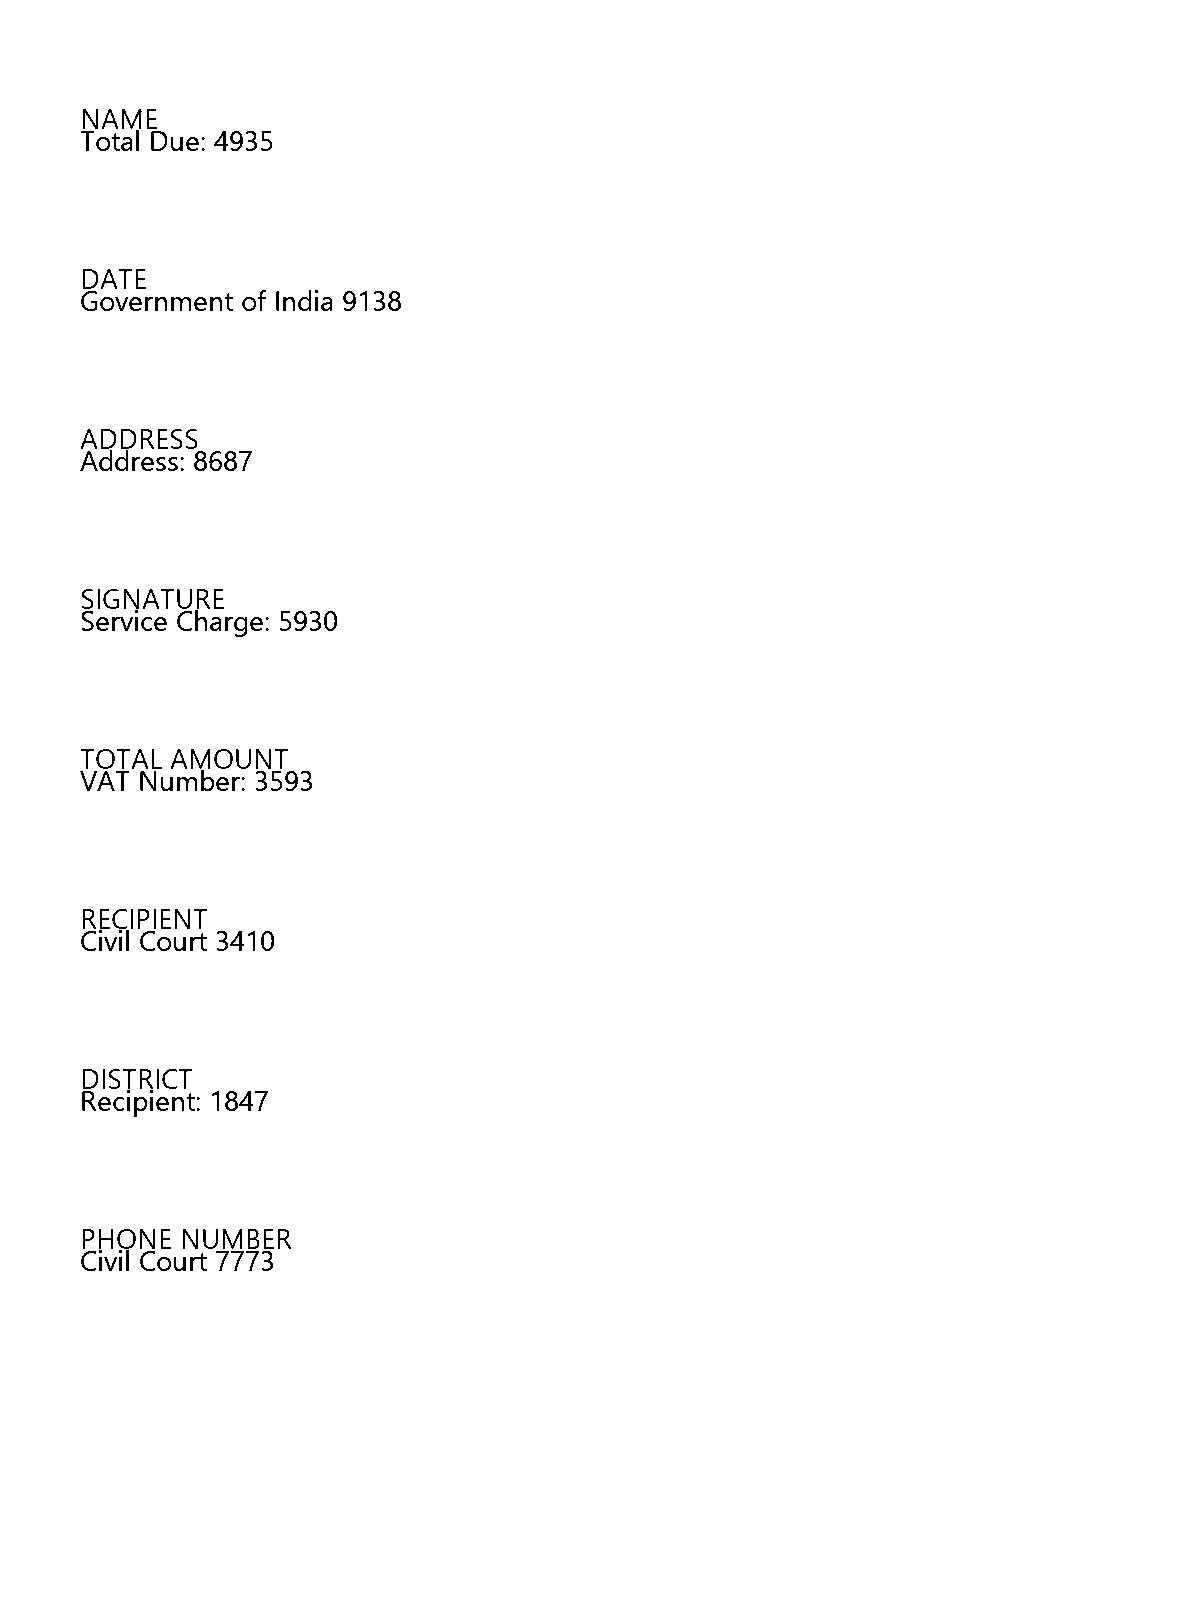 NAME
Total Due: 4935
DATE
Government of India 9138
ADDRESS
Address: 8687
SIGNATURE
Service Charge: 5930
TOTAL AMOUNT
VAT Number: 3593
RECIPIENT
Civil Court 3410
DISTRICT
Recipient: 1847
PHONE NUMBER
Civil Court 7773